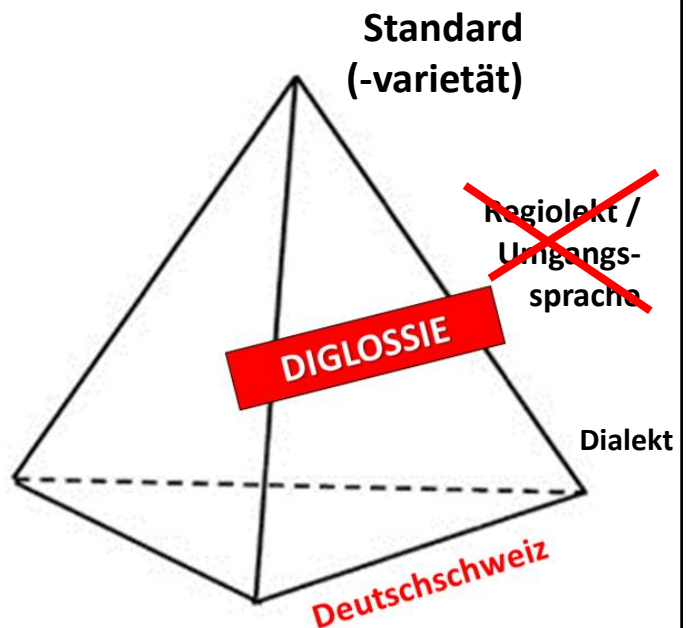 Standard
(-varietät)
Regiolekt /
Umgangs-
sprache
DIGLOSSIE
Dialekt
Deutschschweiz